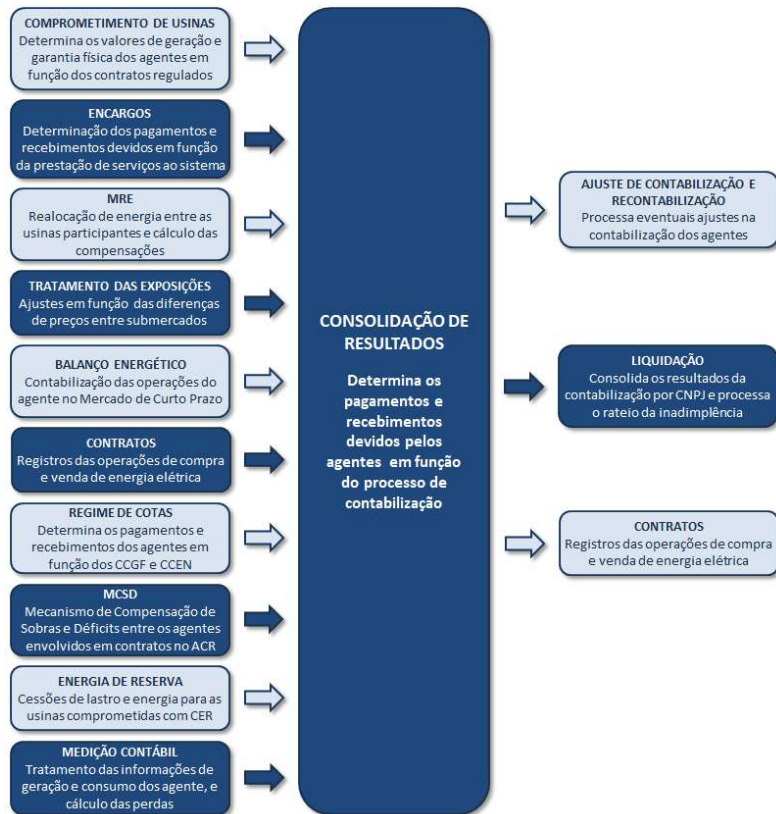 COMPROMETIMENTO DE USINAS
Determina os valores de geração e
garantia física dos agentes em
função dos contratos regulados
ENCARGOS
Determinação dos pagamentos e
recebimentos devidos em função
da prestação de serviços ao sistema
MRE
Realocação de energia entre as
usinas participantes e cálculo das
compensações
TRATAMENTO DAS EXPOSIÇÕES
Ajustes em função das diferenças
de preços entre submercados
BALANÇO ENERGÉTICO
Contabilização das operações do
agente no Mercado de Curto Prazo
CONTRATOS
Registros das operações de compra
e venda de energia elétrica
REGIME DE COTAS
Determina os pagamentos e
recebimentos dos agentes em
função dos CCGF e CCEN
MCSD
Mecanismo de Compensação de
Sobras e Déficits entre os agentes
envolvidos em contratos no ACR
ENERGIA DE RESERVA
Cessões de lastro e energia para as
usinas comprometidas com CER
MEDIÇÃO CONTÁBIL
Tratamento das informações de
geração e consumo dos agente, e
cálculo das perdas
CONSOLIDAÇÃO DE
RESULTADOS
Determina os
pagamentos e
recebimentos
devidos pelos
agentes em função
do processo de
contabilização
AJUSTE DE CONTABILIZAÇÃO E
RECONTABILIZAÇÃO
Processa eventuais ajustes na
contabilização dos agentes
LIQUIDAÇÃO
Consolida os resultados da
contabilização por CNPJ e processa
o rateio da inadimplência
CONTRATOS
Registros das operações de compra
e venda de energia elétrica